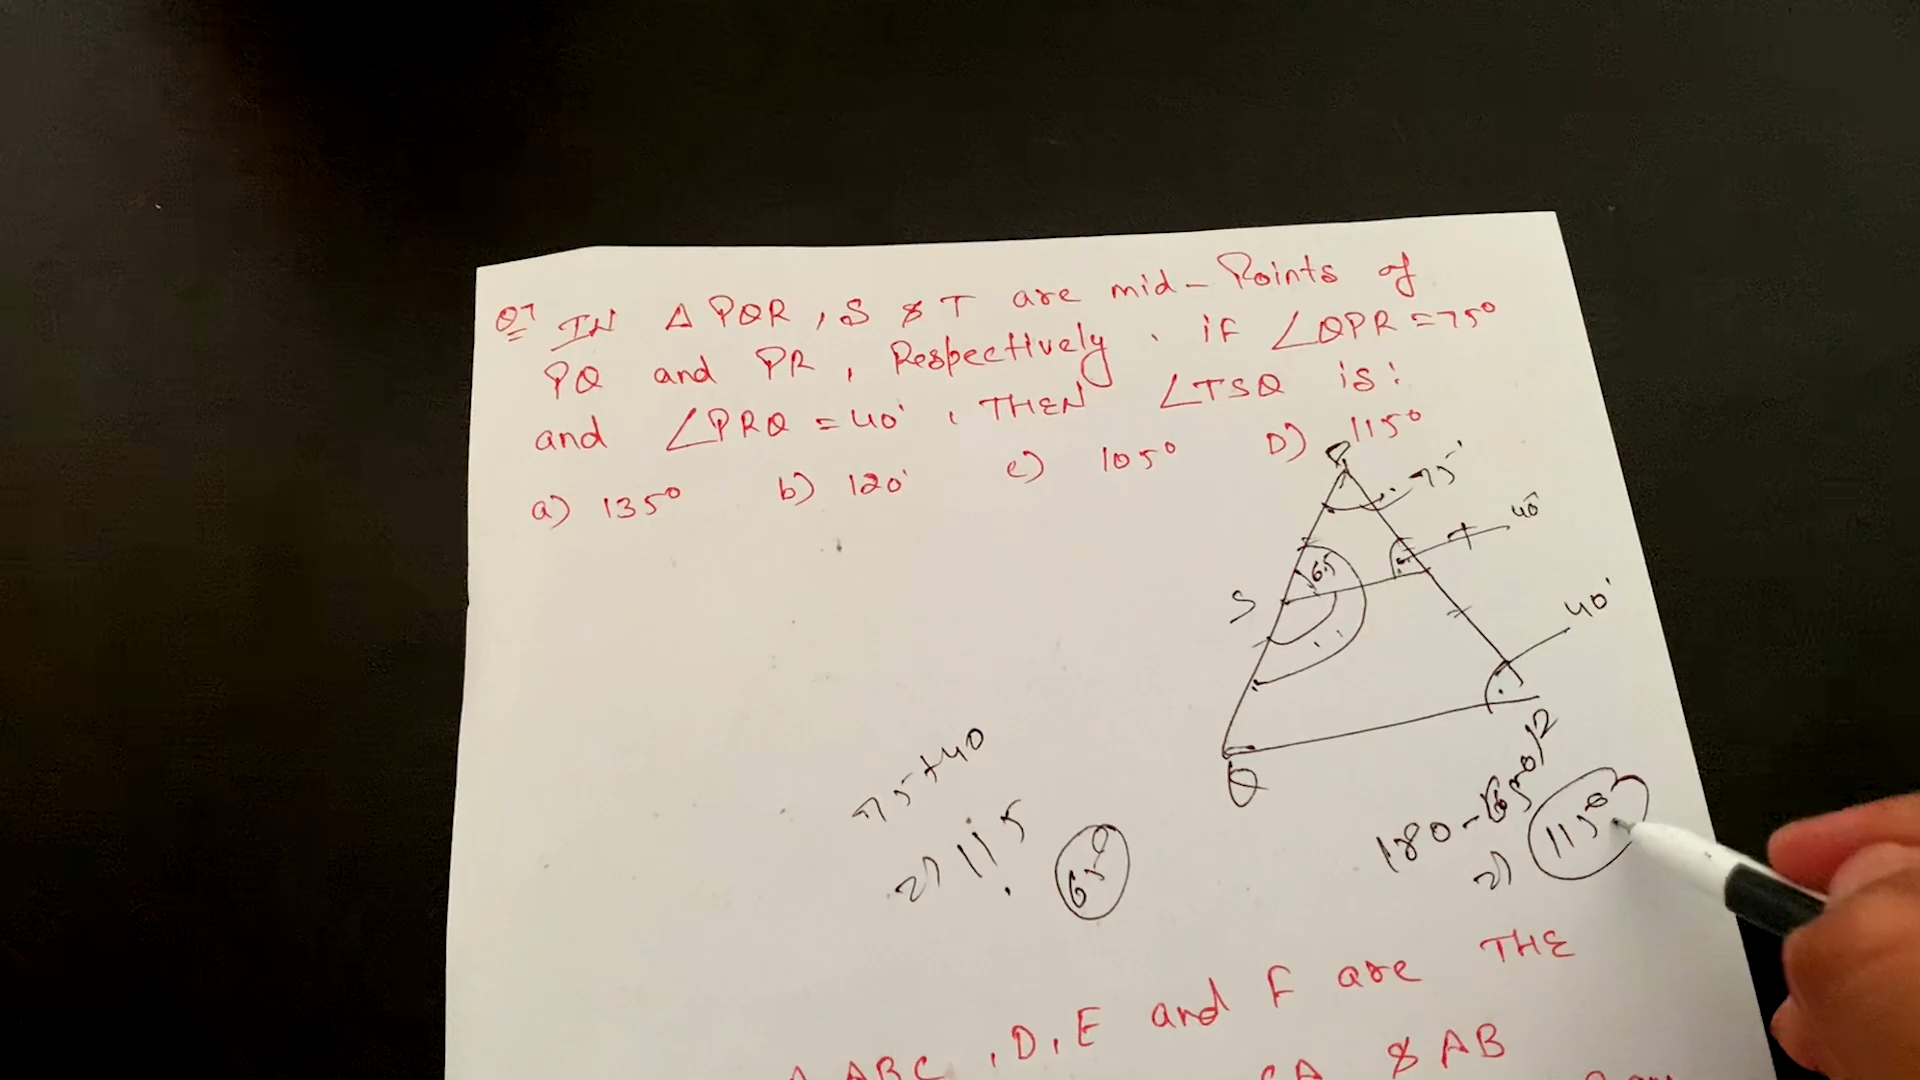 Q7 IN △ PQR, S & T are mid-Points of
PQ and PR, Respectively. if ∠QPR = 75°
and ∠PRQ = 40°, THEN ∠TSQ is:
a) 135° b) 120° c) 105° D) 115°
P
75°
40°
65
T
S
40°
Q
75+40
115
65°
180-65°
115°
THE
ABC, D, E and F are
CA & AB